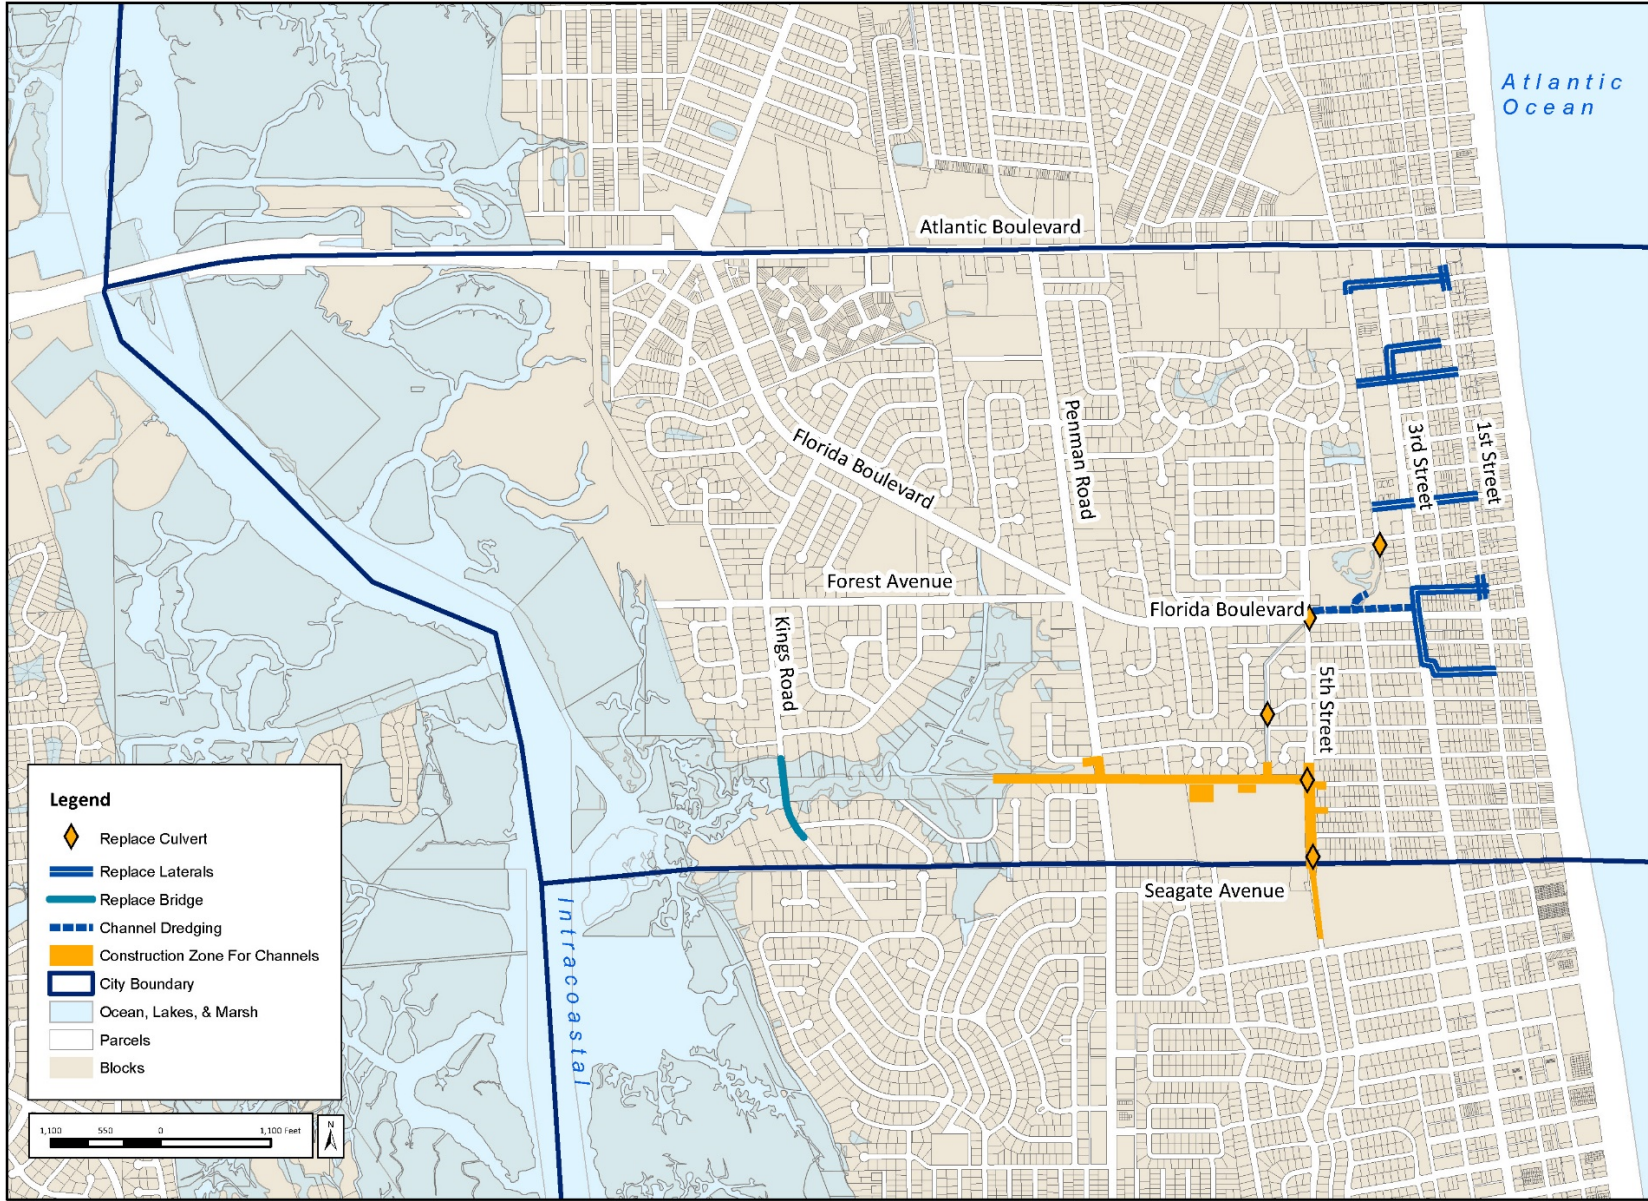 Atlantic
Ocean
Atlantic Boulevard
Florida Boulevard
Penman Road
3rd Street
1st Street
Forest Avenue
Florida Boulevard
Kings Road
5th Street
Seagate Avenue
Intracoastal
Legend
Replace Culvert
Replace Laterals
Replace Bridge
Channel Dredging
Construction Zone For Channels
City Boundary
Ocean, Lakes, & Marsh
Parcels
Blocks
1,100 550 0 1,100 Feet
N